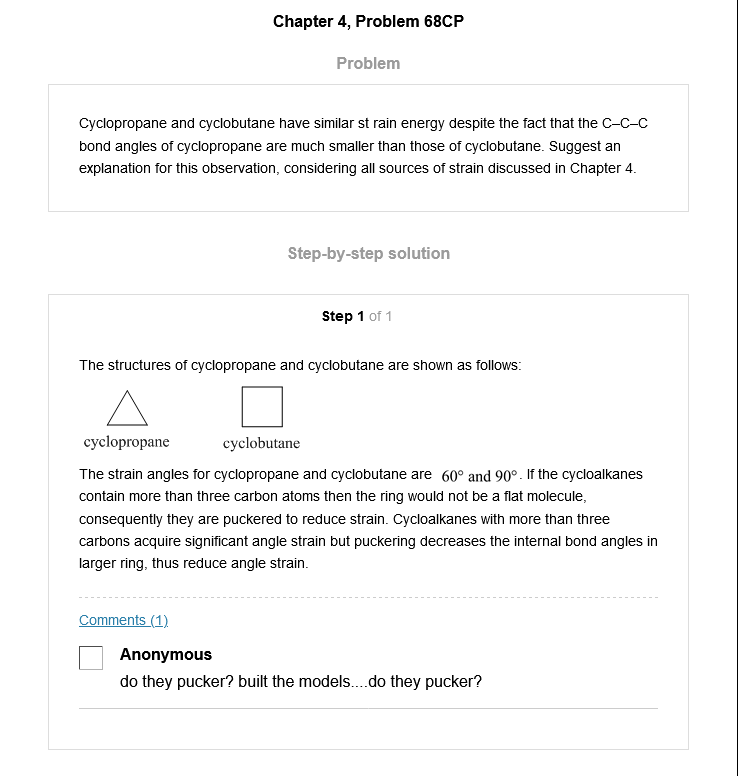 Chapter 4, Problem 68CP
Problem
Cyclopropane and cyclobutane have similar st rain energy despite the fact that the C–C–C
bond angles of cyclopropane are much smaller than those of cyclobutane. Suggest an
explanation for this observation, considering all sources of strain discussed in Chapter 4.
Step-by-step solution
Step 1 of 1
The structures of cyclopropane and cyclobutane are shown as follows:
cyclopropane cyclobutane
The strain angles for cyclopropane and cyclobutane are 60° and 90°. If the cycloalkanes
contain more than three carbon atoms then the ring would not be a flat molecule,
consequently they are puckered to reduce strain. Cycloalkanes with more than three
carbons acquire significant angle strain but puckering decreases the internal bond angles in
larger ring, thus reduce angle strain.
Comments (1)
Anonymous
do they pucker? built the models....do they pucker?